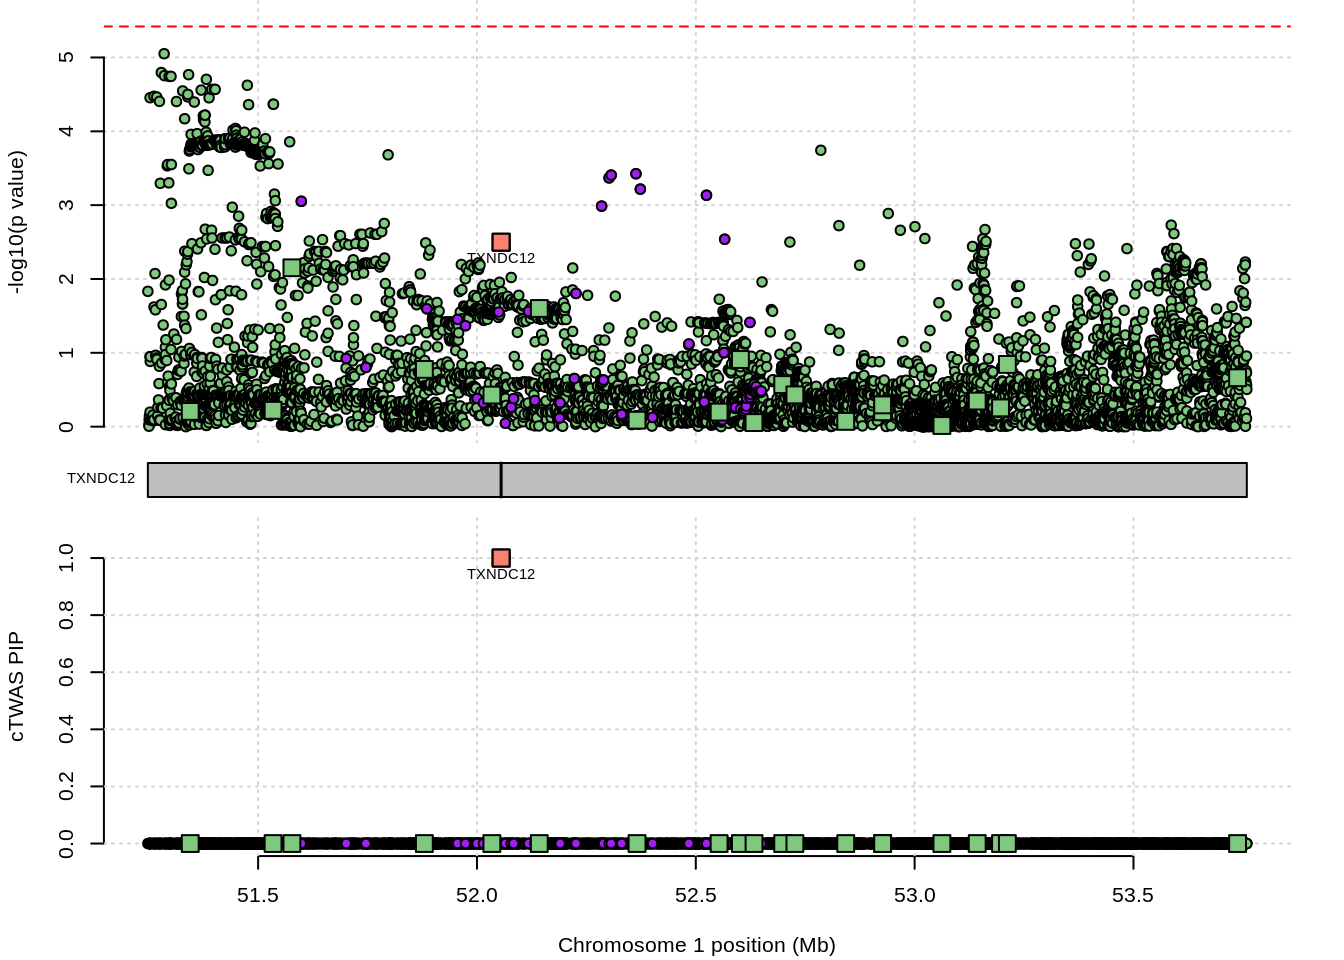 5
4
3
2
1
0
-log10(p value)
TXNDC12
TXNDC12
1.0
0.8
0.6
0.4
0.2
0.0
cTWAS PIP
TXNDC12
51.5 52.0 52.5 53.0 53.5
Chromosome 1 position (Mb)